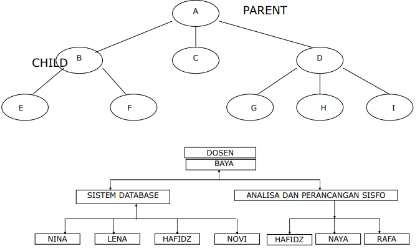 A PARENT
CHILD B C D
E F G H I
DOSEN
BAYA
SISTEM DATABASE ANALISA DAN PERANCANGAN SISFO
NINA LENA HAFIDZ NOVI HAFIDZ NAYA RAFA